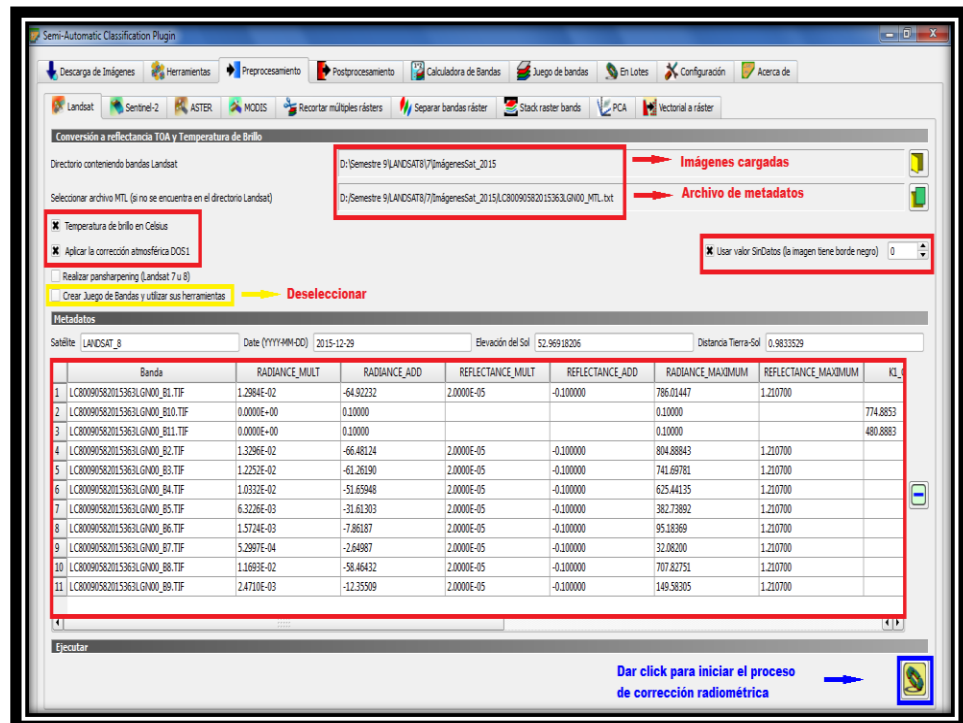 Semi-Automatic Classification Plugin
Descarga de Imágenes Herramientas Preprocesamiento Postprocesamiento Calculadora de Bandas Juego de bandas En Lotes Configuración Acerca de
Landsat Sentinel-2 ASTER MODIS Recortar múltiples rásters Separar bandas ráster Stack raster bands PCA Vectorial a ráster
Conversión a reflectancia TOA y Temperatura de Brillo
Directorio conteniendo bandas Landsat D:\Semestre 9\LANDSAT8\7\ImágenesSat_2015 Imágenes cargadas
Seleccionar archivo MTL (si no se encuentra en el directorio Landsat) D:/Semestre 9/LANDSAT8/7/ImágenesSat_2015/LC80090582015363LGN00_MTL.txt Archivo de metadatos
Temperatura de brillo en Celsius
Aplicar la corrección atmosférica DOS1 Usar valor SinDatos (la imagen tiene borde negro) 0
Realizar pansharpening (Landsat 7 u 8)
Crear Juego de Bandas y utilizar sus herramientas Deseleccionar
Metadatos
Satélite LANDSAT_8 Date (YYYY-MM-DD) 2015-12-29 Elevación del Sol 52.96918206 Distancia Tierra-Sol 0.9833529
Banda RADIANCE_MULT RADIANCE_ADD REFLECTANCE_MULT REFLECTANCE_ADD RADIANCE_MAXIMUM REFLECTANCE_MAXIMUM
1 LC80090582015363LGN00_B1.TIF 1.2984E-02 -64.92232 2.0000E-05 -0.100000 786.01447 1.210700
2 LC80090582015363LGN00_B10.TIF 0.0000E+00 0.10000 0.10000 774.8853
3 LC80090582015363LGN00_B11.TIF 0.0000E+00 0.10000 0.10000 480.8883
4 LC80090582015363LGN00_B2.TIF 1.3296E-02 -66.48124 2.0000E-05 -0.100000 804.88843 1.210700
5 LC80090582015363LGN00_B3.TIF 1.2252E-02 -61.26190 2.0000E-05 -0.100000 741.69781 1.210700
6 LC80090582015363LGN00_B4.TIF 1.0332E-02 -51.65948 2.0000E-05 -0.100000 625.44135 1.210700
7 LC80090582015363LGN00_B5.TIF 6.3226E-03 -31.61303 2.0000E-05 -0.100000 382.73892 1.210700
8 LC80090582015363LGN00_B6.TIF 1.5724E-03 -7.86187 2.0000E-05 -0.100000 95.18369 1.210700
9 LC80090582015363LGN00_B7.TIF 5.2997E-04 -2.64987 2.0000E-05 -0.100000 32.08200 1.210700
10 LC80090582015363LGN00_B8.TIF 1.1693E-02 -58.46432 2.0000E-05 -0.100000 707.82751 1.210700
11 LC80090582015363LGN00_B9.TIF 2.4710E-03 -12.35509 2.0000E-05 -0.100000 149.58305 1.210700
Ejecutar
Dar click para iniciar el proceso
de corrección radiométrica